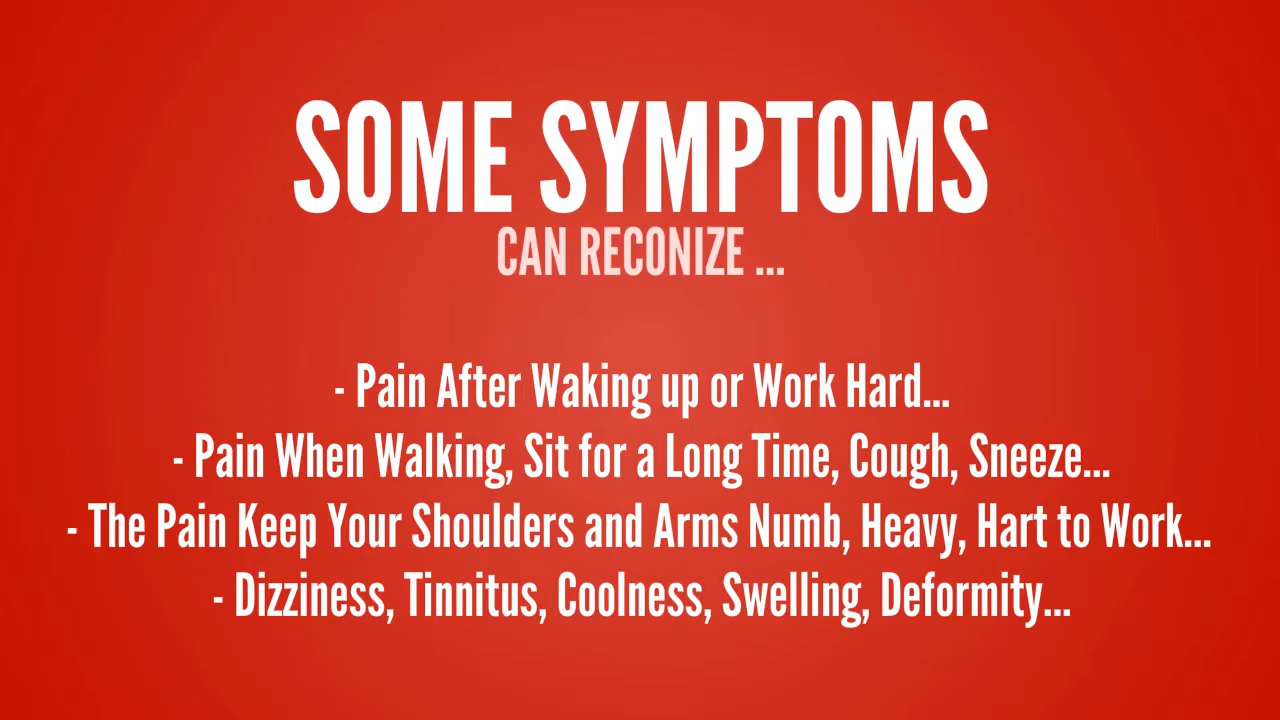 SOME SYMPTOMS
CAN RECONIZE ...
- Pain After Waking up or Work Hard...
- Pain When Walking, Sit for a Long Time, Cough, Sneeze...
- The Pain Keep Your Shoulders and Arms Numb, Heavy, Hart to Work...
- Dizziness, Tinnitus, Coolness, Swelling, Deformity...